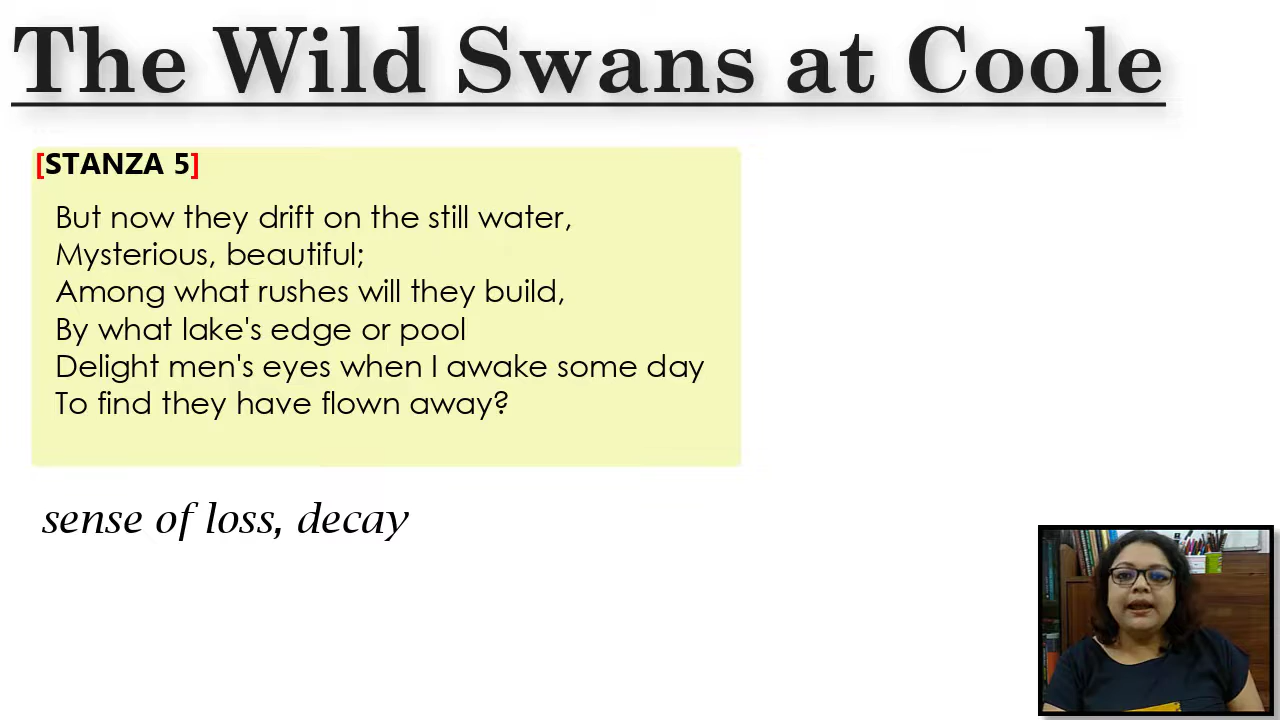 The Wild Swans at Coole
[STANZA 5]
But now they drift on the still water,
Mysterious, beautiful;
Among what rushes will they build,
By what lake's edge or pool
Delight men's eyes when I awake some day
To find they have flown away?
sense of loss, decay